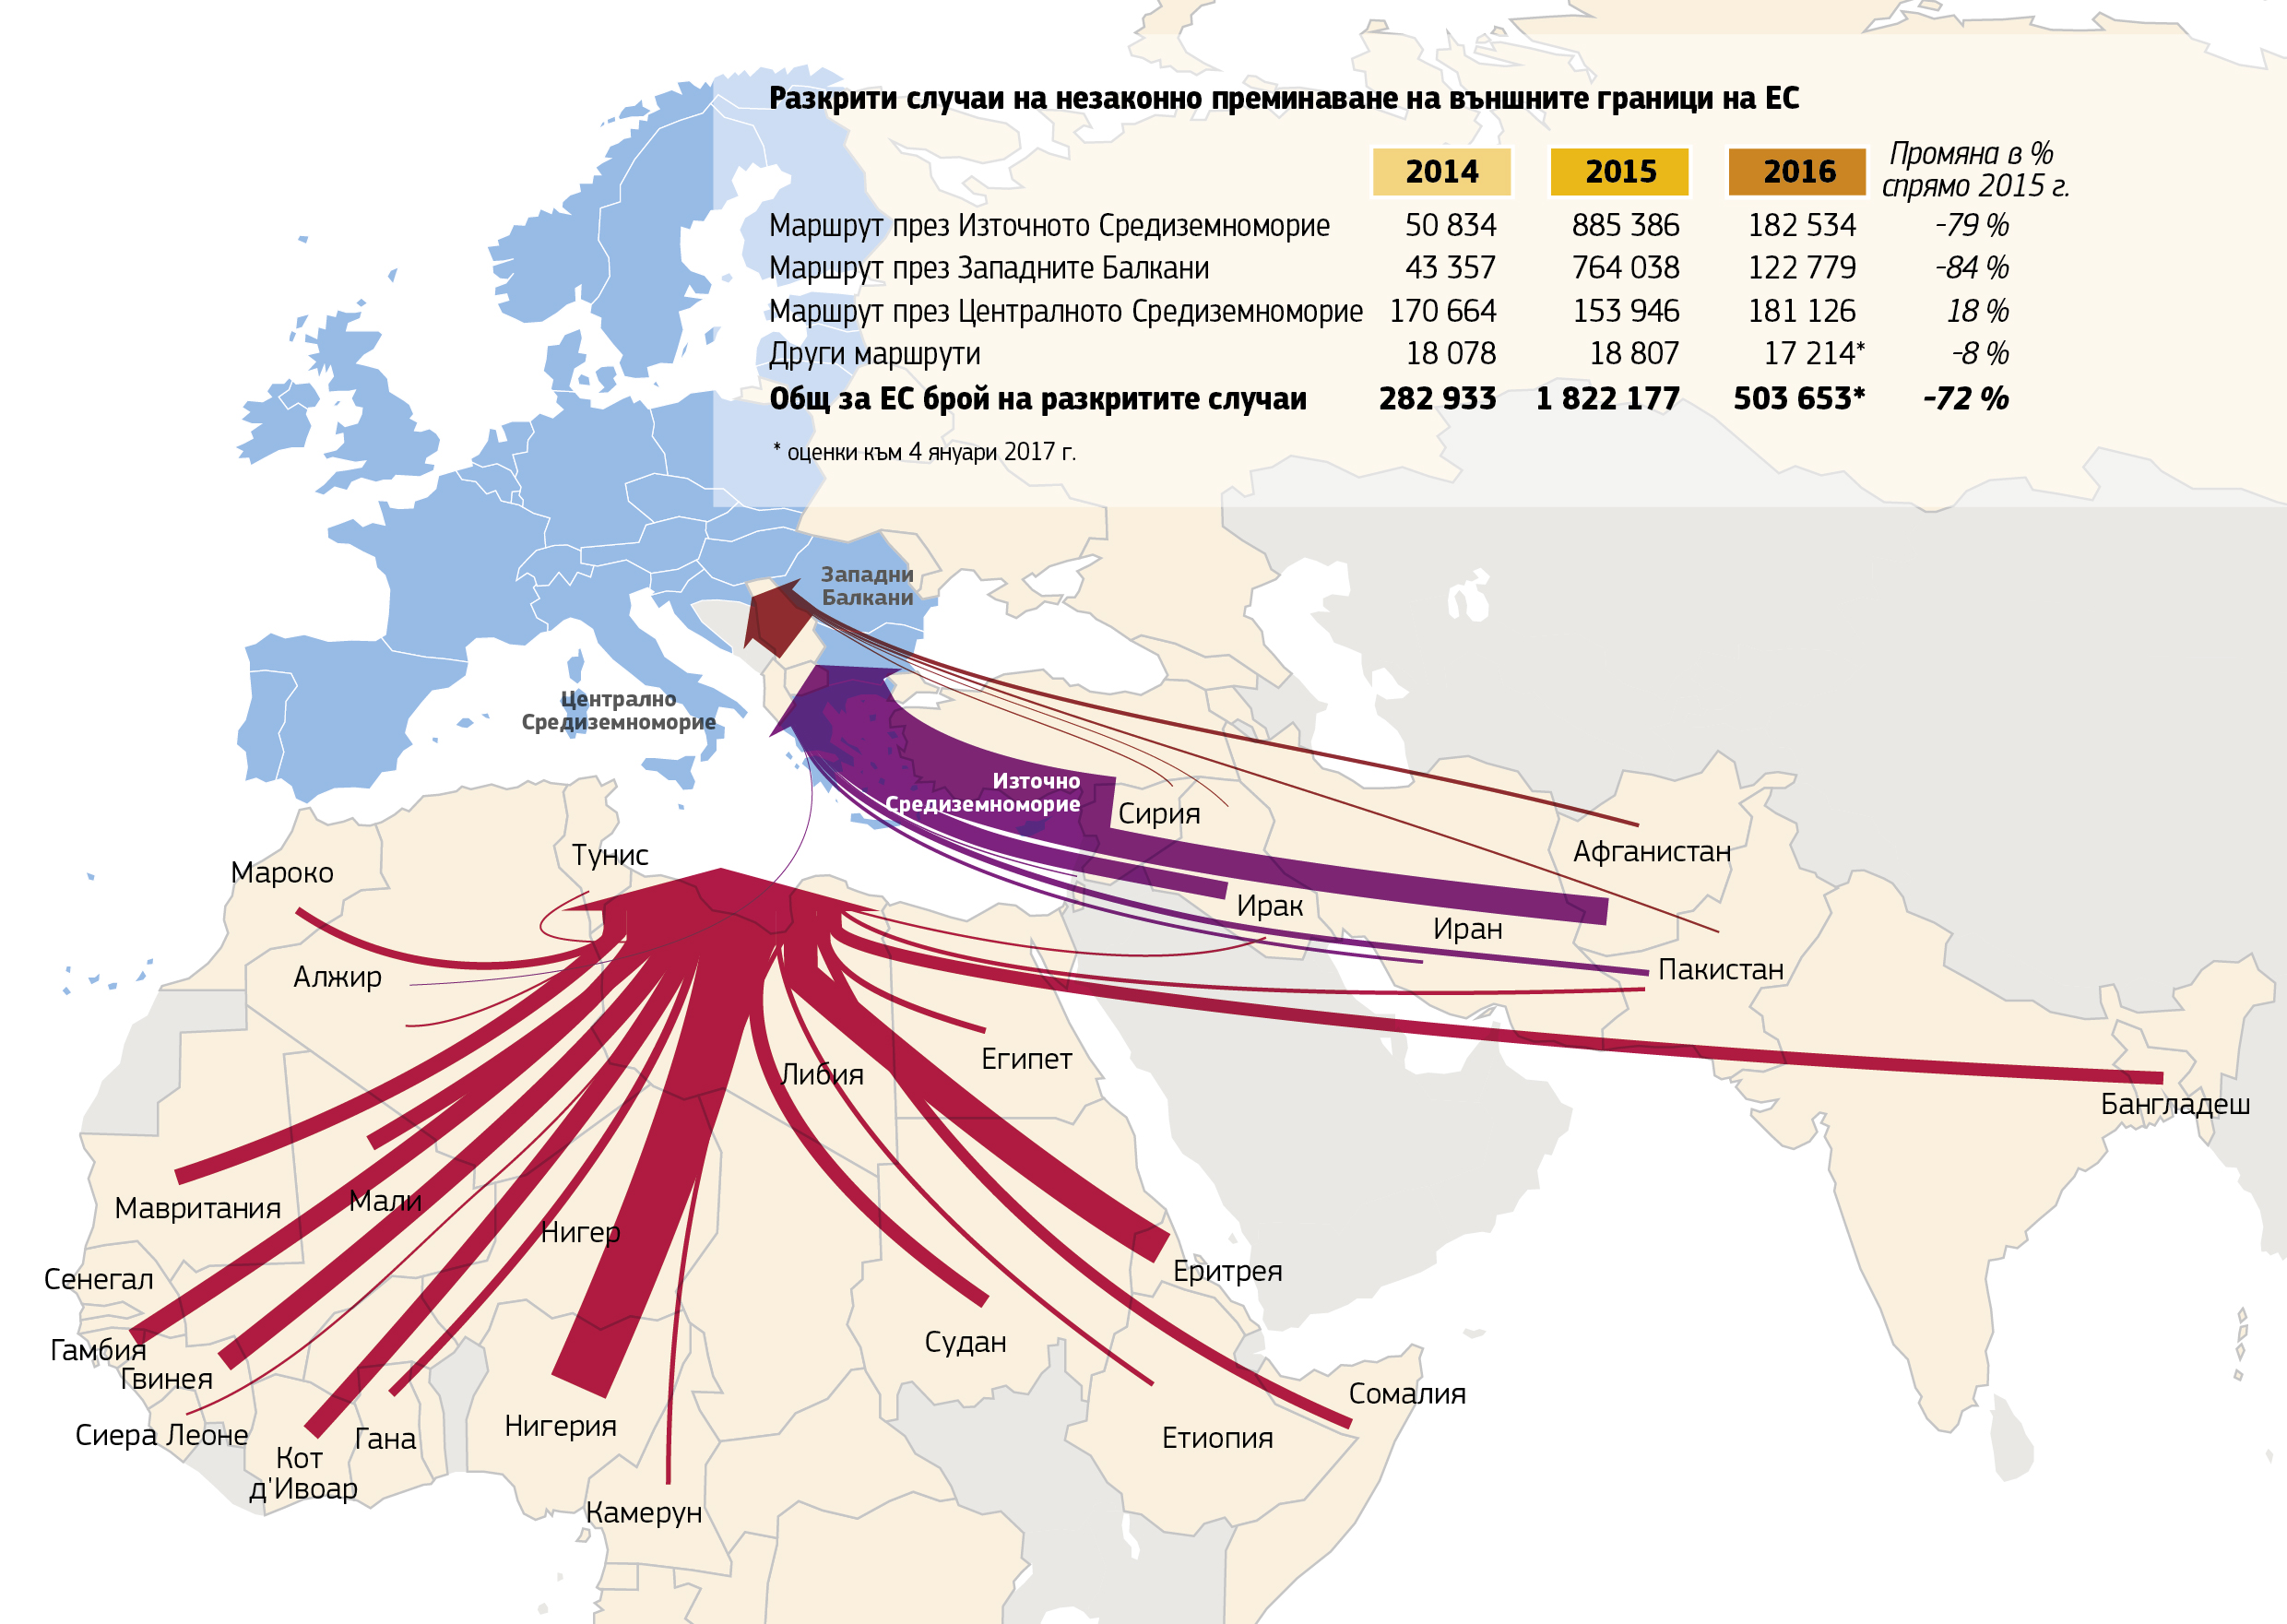 Разкрити случаи на незаконно преминаване на външните граници на ЕС
2014 2015 2016 Промяна в %
спрямо 2015 г.
Маршрут през Източното Средиземноморие 50 834 885 386 182 534 -79 %
Маршрут през Западните Балкани 43 357 764 038 122 779 -84 %
Маршрут през Централното Средиземноморие 170 664 153 946 181 126 18 %
Други маршрути 18 078 18 807 17 214* -8 %
Общ за ЕС брой на разкритите случаи 282 933 1 822 177 503 653* -72 %
* оценки към 4 януари 2017 г.
Западни
Балкани
Централно
Средиземноморие
Източно
Средиземноморие
Сирия
Афганистан
Тунис
Мароко
Ирак
Иран
Пакистан
Алжир
Египет
Либия
Бангладеш
Мавритания
Мали
Нигер
Еритрея
Сенегал
Гамбия
Гвинея
Судан
Сомалия
Сиера Леоне
Кот
д'Ивоар
Гана
Нигерия
Етиопия
Камерун